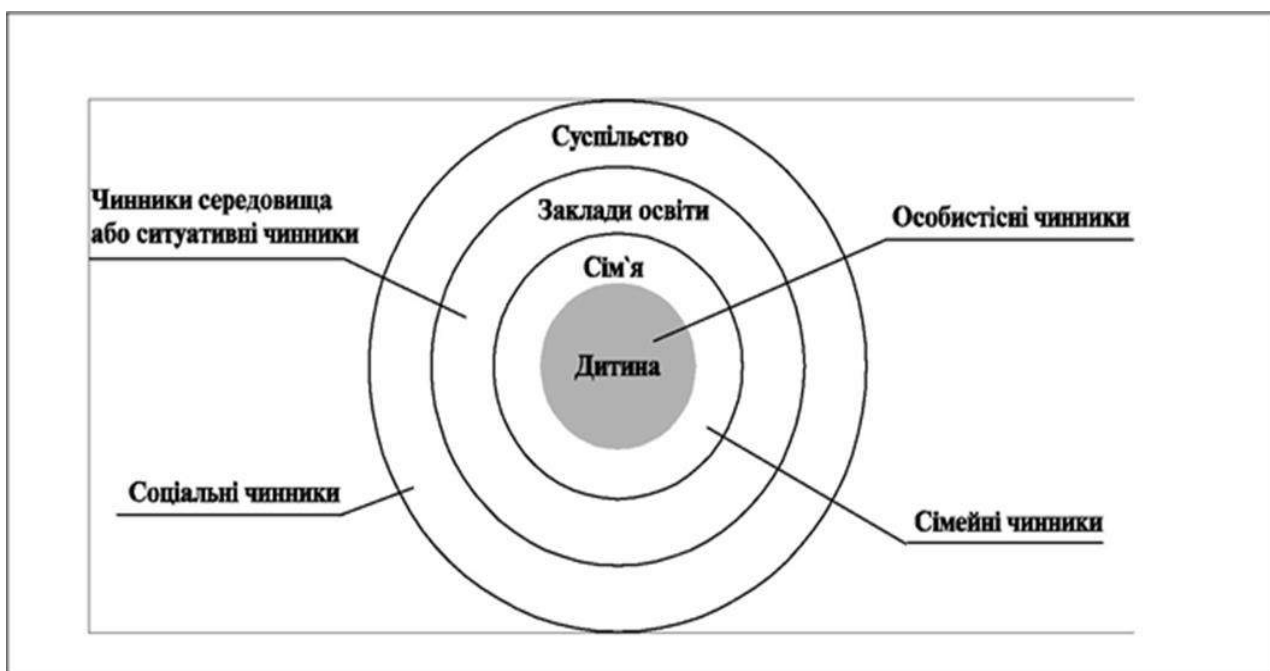 Суспільство
Чинники середовища
або ситуативні чинники
Заклади освіти
Особистісні чинники
Сім`я
Дитина
Соціальні чинники
Сімейні чинники